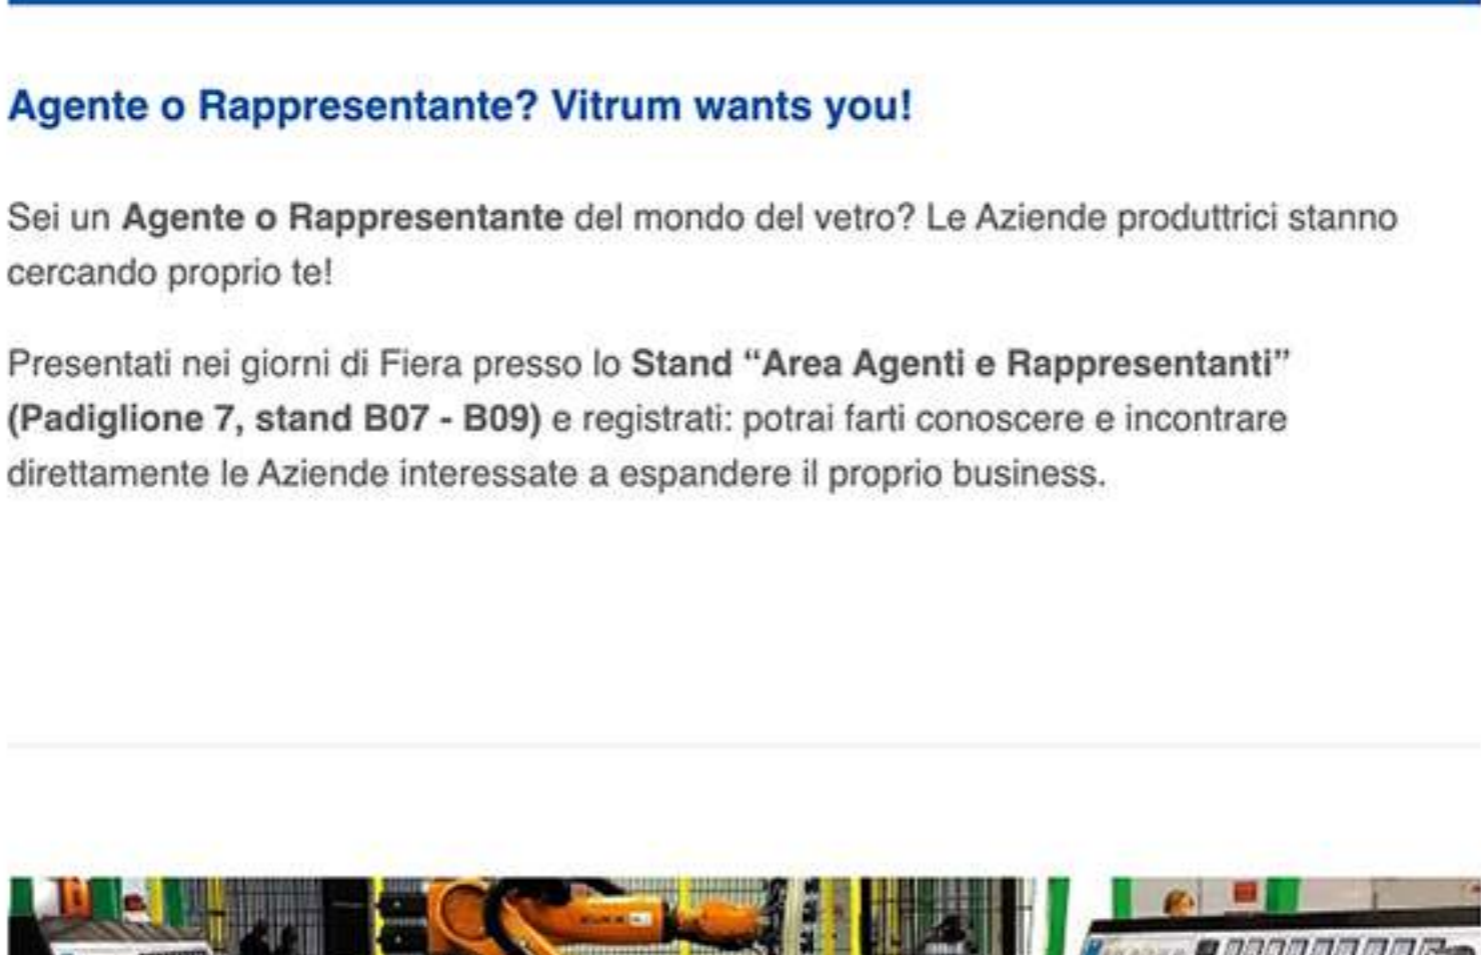 Agente o Rappresentante? Vitrum wants you!
Sei un Agente o Rappresentante del mondo del vetro? Le Aziende produttrici stanno
cercando proprio te!
Presentati nei giorni di Fiera presso lo Stand “Area Agenti e Rappresentanti”
(Padiglione 7, stand B07 - B09) e registrati: potrai farti conoscere e incontrare
direttamente le Aziende interessate a espandere il proprio business.